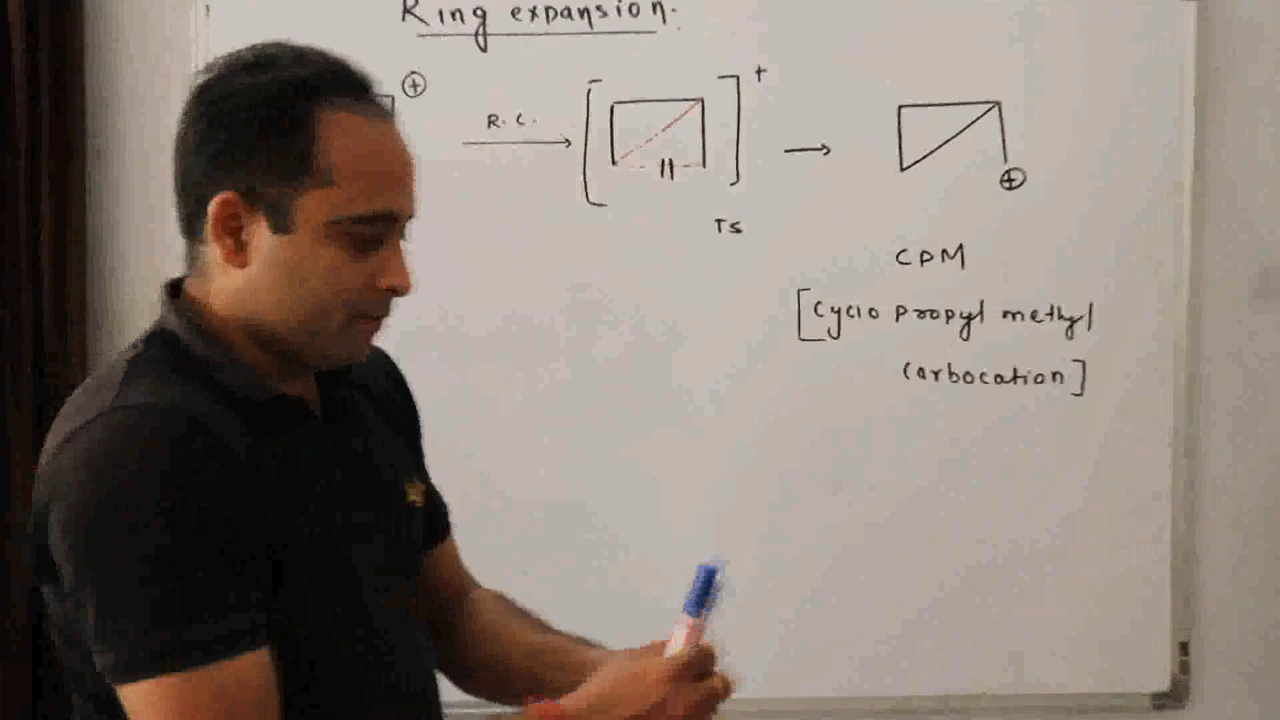 Ring expansion.
⊕
R.C.
+
TS
⊕
CPM
[Cyclo propyl methyl
Carbocation]